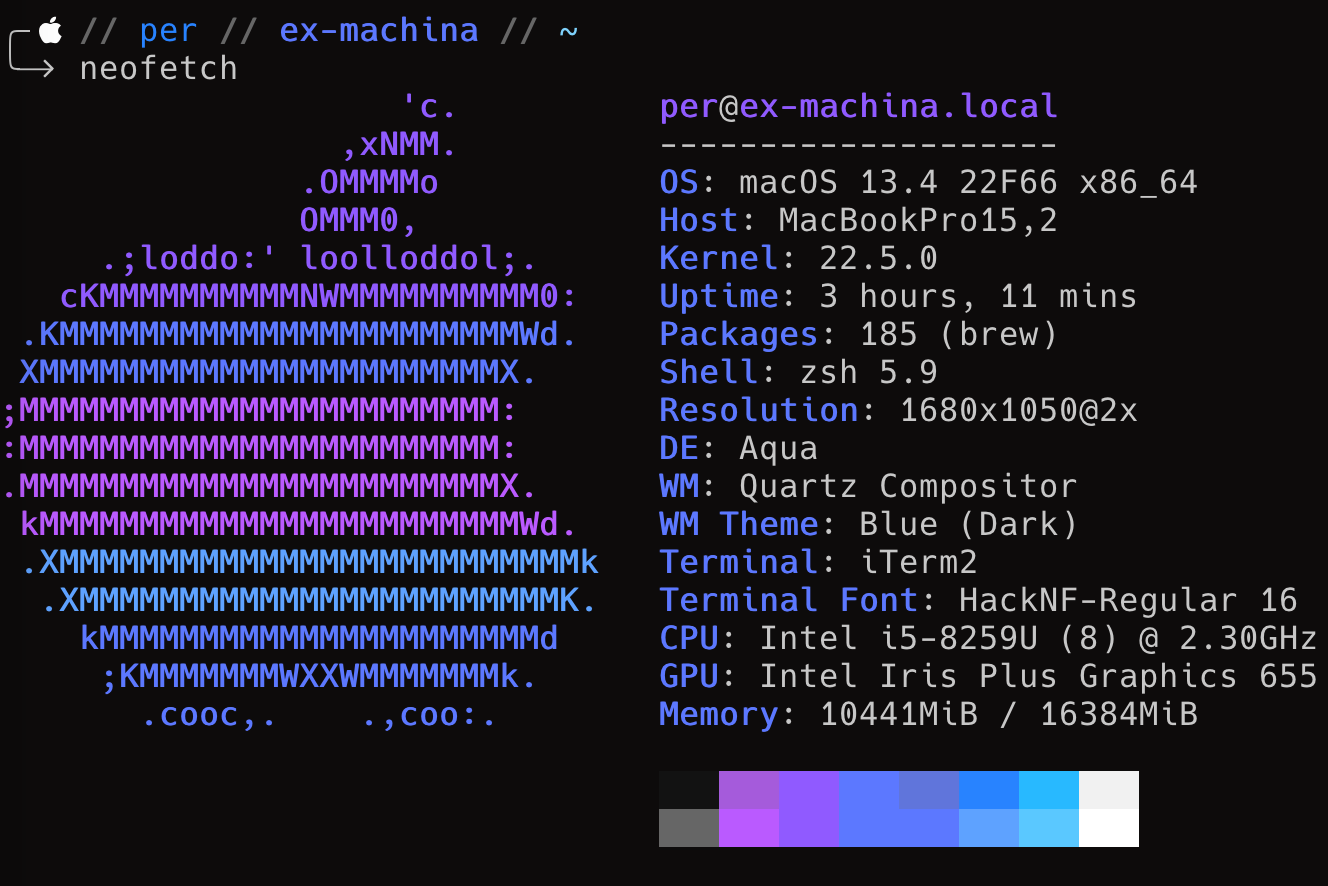 // per // ex-machina // ~
neofetch
'c.
,xNMM.
.OMMMMo
OMMM0,
.;loddo:' loolloddol;.
cKMMMMMMMMMMNWMMMMMMMMMM0:
.KMMMMMMMMMMMMMMMMMMMMMMMWd.
XMMMMMMMMMMMMMMMMMMMMMMMX.
;MMMMMMMMMMMMMMMMMMMMMMMM:
:MMMMMMMMMMMMMMMMMMMMMMMM:
.MMMMMMMMMMMMMMMMMMMMMMMMX.
kMMMMMMMMMMMMMMMMMMMMMMMMWd.
.XMMMMMMMMMMMMMMMMMMMMMMMMMMk
.XMMMMMMMMMMMMMMMMMMMMMMMMK.
kMMMMMMMMMMMMMMMMMMMMMMd
;KMMMMMMMWXXWMMMMMMMk.
.cooc,. .,coo:.
per@ex-machina.local
--------------------
OS: macOS 13.4 22F66 x86_64
Host: MacBookPro15,2
Kernel: 22.5.0
Uptime: 3 hours, 11 mins
Packages: 185 (brew)
Shell: zsh 5.9
Resolution: 1680x1050@2x
DE: Aqua
WM: Quartz Compositor
WM Theme: Blue (Dark)
Terminal: iTerm2
Terminal Font: HackNF-Regular 16
CPU: Intel i5-8259U (8) @ 2.30GHz
GPU: Intel Iris Plus Graphics 655
Memory: 10441MiB / 16384MiB